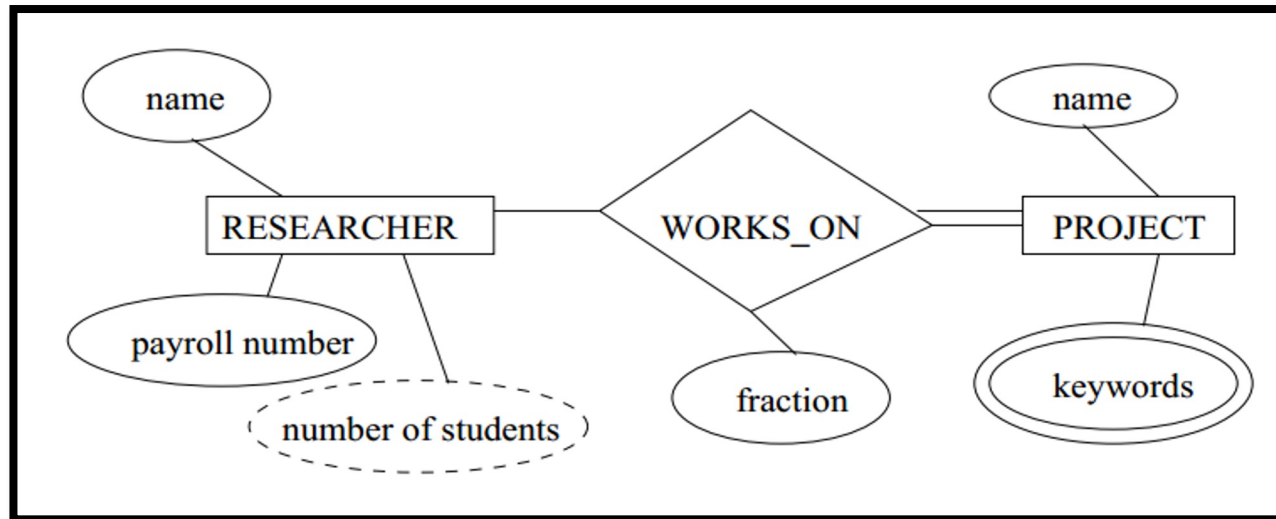 name
name
RESEARCHER
WORKS_ON
PROJECT
payroll number
keywords
fraction
number of students